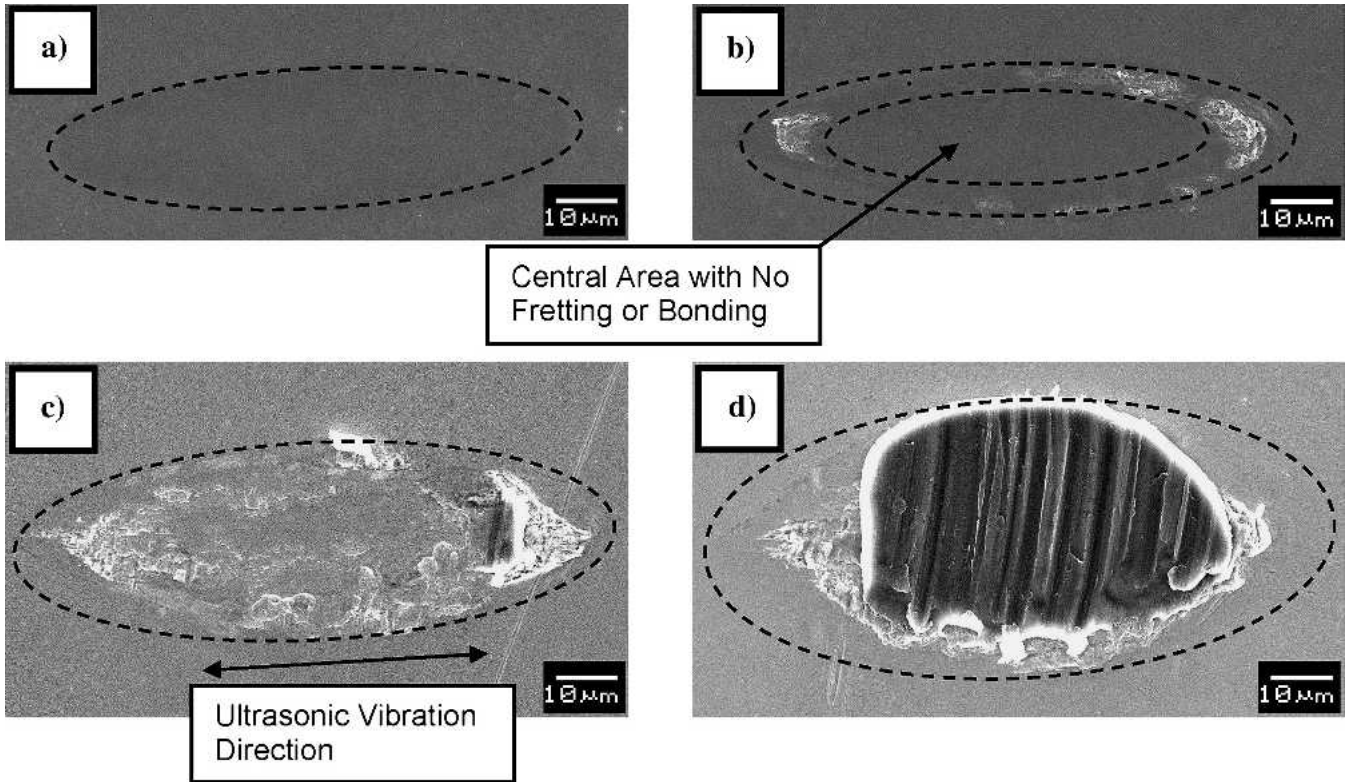 a)
b)
10 μm
10 μm
Central Area with No
Fretting or Bonding
c)
d)
10 μm
10 μm
Ultrasonic Vibration
Direction